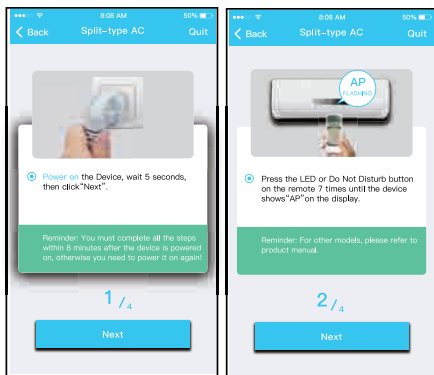 8:08 AM
50%
Back
Split-type AC
Quit
Power on the Device, wait 5 seconds,
then click"Next".
Reminder: You must complete all the steps
within 8 minutes after the device is powered
on, otherwise you need to power it on again!
1/4
Next
8:08 AM
50%
Back
Split-type AC
Quit
AP
FLASHING
Press the LED or Do Not Disturb button
on the remote 7 times until the device
shows"AP"on the display.
Reminder: For other models, please refer to
product manual.
2/4
Next